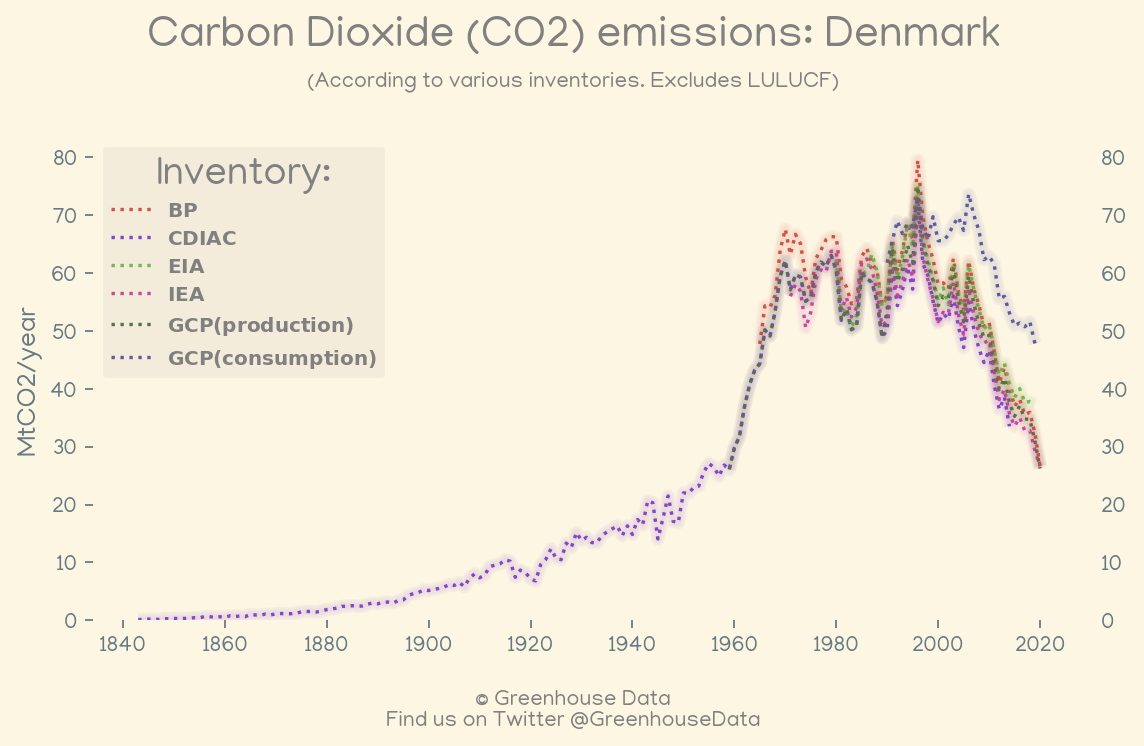 Carbon Dioxide (CO2) emissions: Denmark
(According to various inventories. Excludes LULUCF)
Inventory:
BP
CDIAC
EIA
IEA
GCP(production)
GCP(consumption)
MtCO2/year
80
70
60
50
40
30
20
10
0
80
70
60
50
40
30
20
10
0
1840 1860 1880 1900 1920 1940 1960 1980 2000 2020
© Greenhouse Data
Find us on Twitter @GreenhouseData